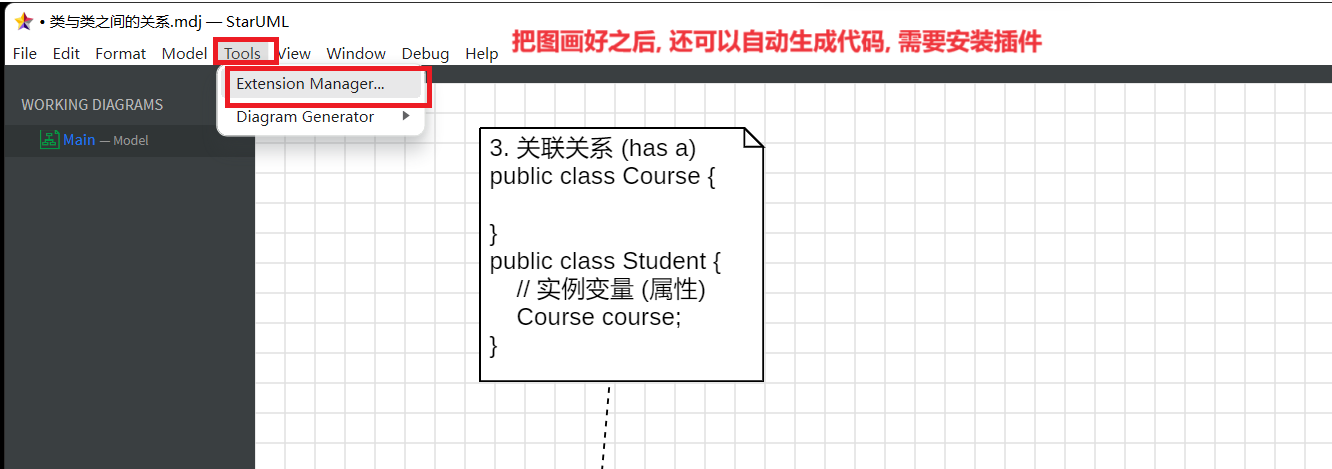 • 类与类之间的关系.mdj — StarUML
File Edit Format Model Tools View Window Debug Help
把图画好之后, 还可以自动生成代码, 需要安装插件
Extension Manager...
Diagram Generator
WORKING DIAGRAMS
Main — Model
3. 关联关系 (has a)
public class Course {
}
public class Student {
// 实例变量 (属性)
Course course;
}